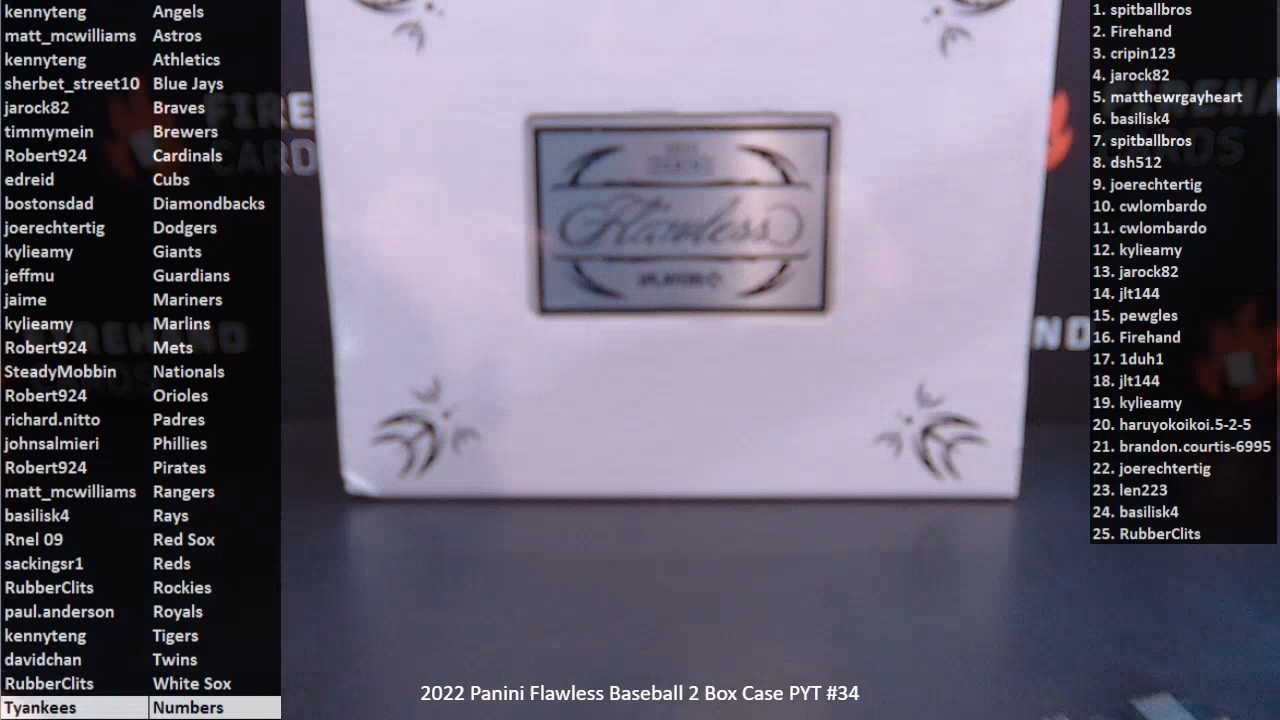 kennyteng Angels
matt_mcwilliams Astros
kennyteng Athletics
sherbet_street10 Blue Jays
jarock82 Braves
timmymein Brewers
Robert924 Cardinals
edreid Cubs
bostonsdad Diamondbacks
joerechtertig Dodgers
kylieamy Giants
jeffmu Guardians
jaime Mariners
kylieamy Marlins
Robert924 Mets
SteadyMobbin Nationals
Robert924 Orioles
richard.nitto Padres
johnsalmieri Phillies
Robert924 Pirates
matt_mcwilliams Rangers
basilisk4 Rays
Rnel 09 Red Sox
sackingsr1 Reds
RubberClits Rockies
paul.anderson Royals
kennyteng Tigers
davidchan Twins
RubberClits White Sox
Tyankees Numbers
Flawless
2022 Panini Flawless Baseball 2 Box Case PYT #34
1. spitballbros
2. Firehand
3. cripin123
4. jarock82
5. matthewrgayheart
6. basilisk4
7. spitballbros
8. dsh512
9. joerechtertig
10. cwlombardo
11. cwlombardo
12. kylieamy
13. jarock82
14. jlt144
15. pewgles
16. Firehand
17. 1duh1
18. jlt144
19. kylieamy
20. haruyokoikoi.5-2-5
21. brandon.courtis-6995
22. joerechtertig
23. len223
24. basilisk4
25. RubberClits